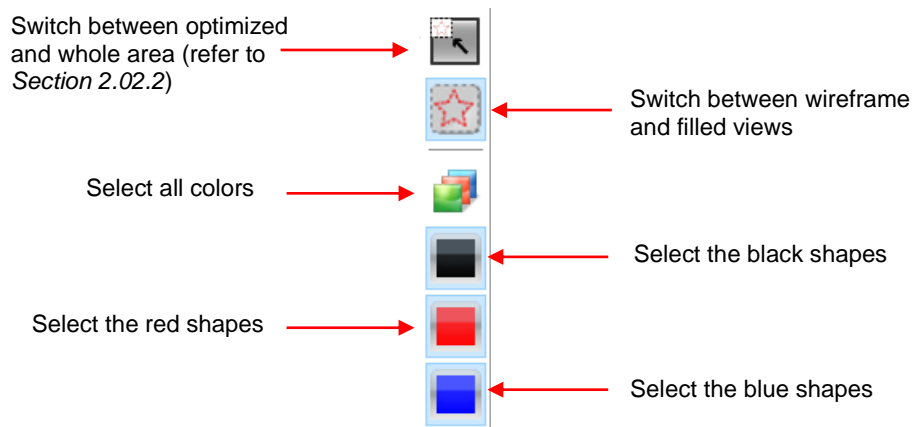 Switch between optimized
and whole area (refer to
Section 2.02.2)
Switch between wireframe
and filled views
Select all colors
Select the black shapes
Select the red shapes
Select the blue shapes